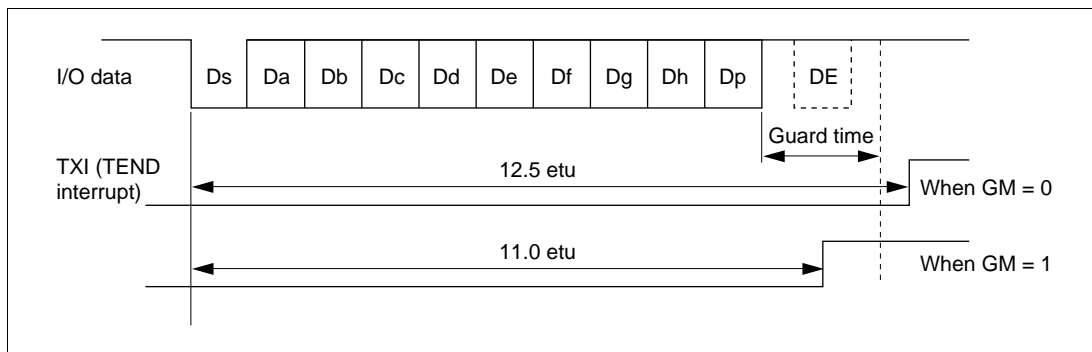 I/O data Ds Da Db Dc Dd De Df Dg Dh Dp DE
Guard time
TXI (TEND
interrupt)
12.5 etu
When GM = 0
11.0 etu
When GM = 1